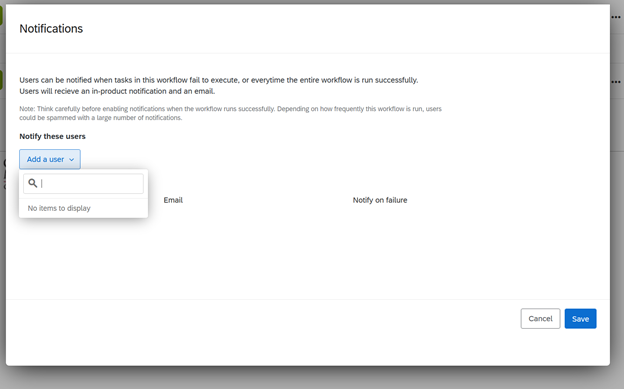 Notifications
Users can be notified when tasks in this workflow fail to execute, or everytime the entire workflow is run successfully.
Users will recieve an in-product notification and an email.
Note: Think carefully before enabling notifications when the workflow runs successfully. Depending on how frequently this workflow is run, users
could be spammed with a large number of notifications.
Notify these users
Add a user
No items to display
Email Notify on failure
Cancel Save